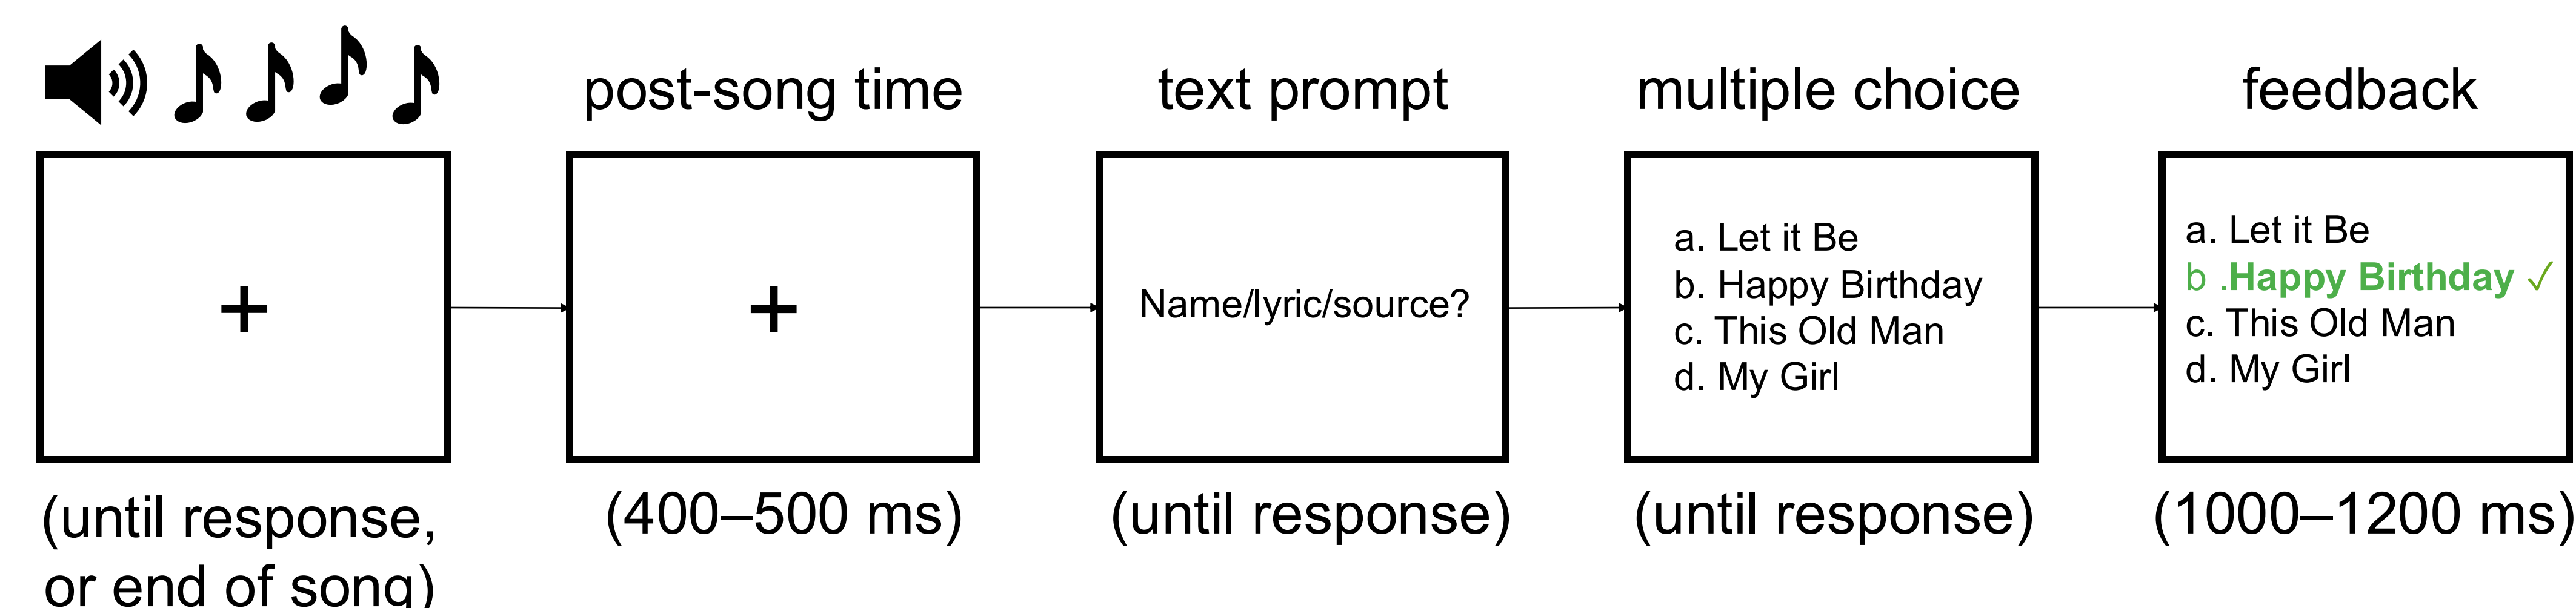 post-song time
text prompt
multiple choice
feedback
+
+
Name/lyric/source?
a. Let it Be
b. Happy Birthday
c. This Old Man
d. My Girl
a. Let it Be
b .Happy Birthday ✓
c. This Old Man
d. My Girl
(until response,
or end of song)
(400–500 ms)
(until response)
(until response)
(1000–1200 ms)